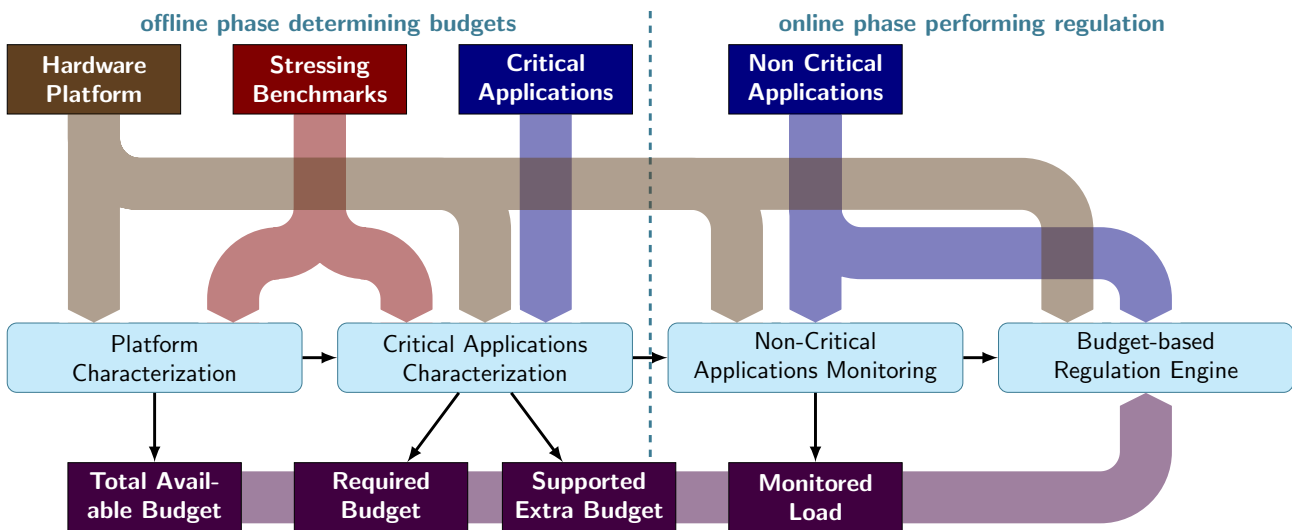 offline phase determining budgets
online phase performing regulation
Hardware
Platform
Stressing
Benchmarks
Critical
Applications
Non Critical
Applications
Platform
Characterization
Critical Applications
Characterization
Non-Critical
Applications Monitoring
Budget-based
Regulation Engine
Total Avail-
able Budget
Required
Budget
Supported
Extra Budget
Monitored
Load